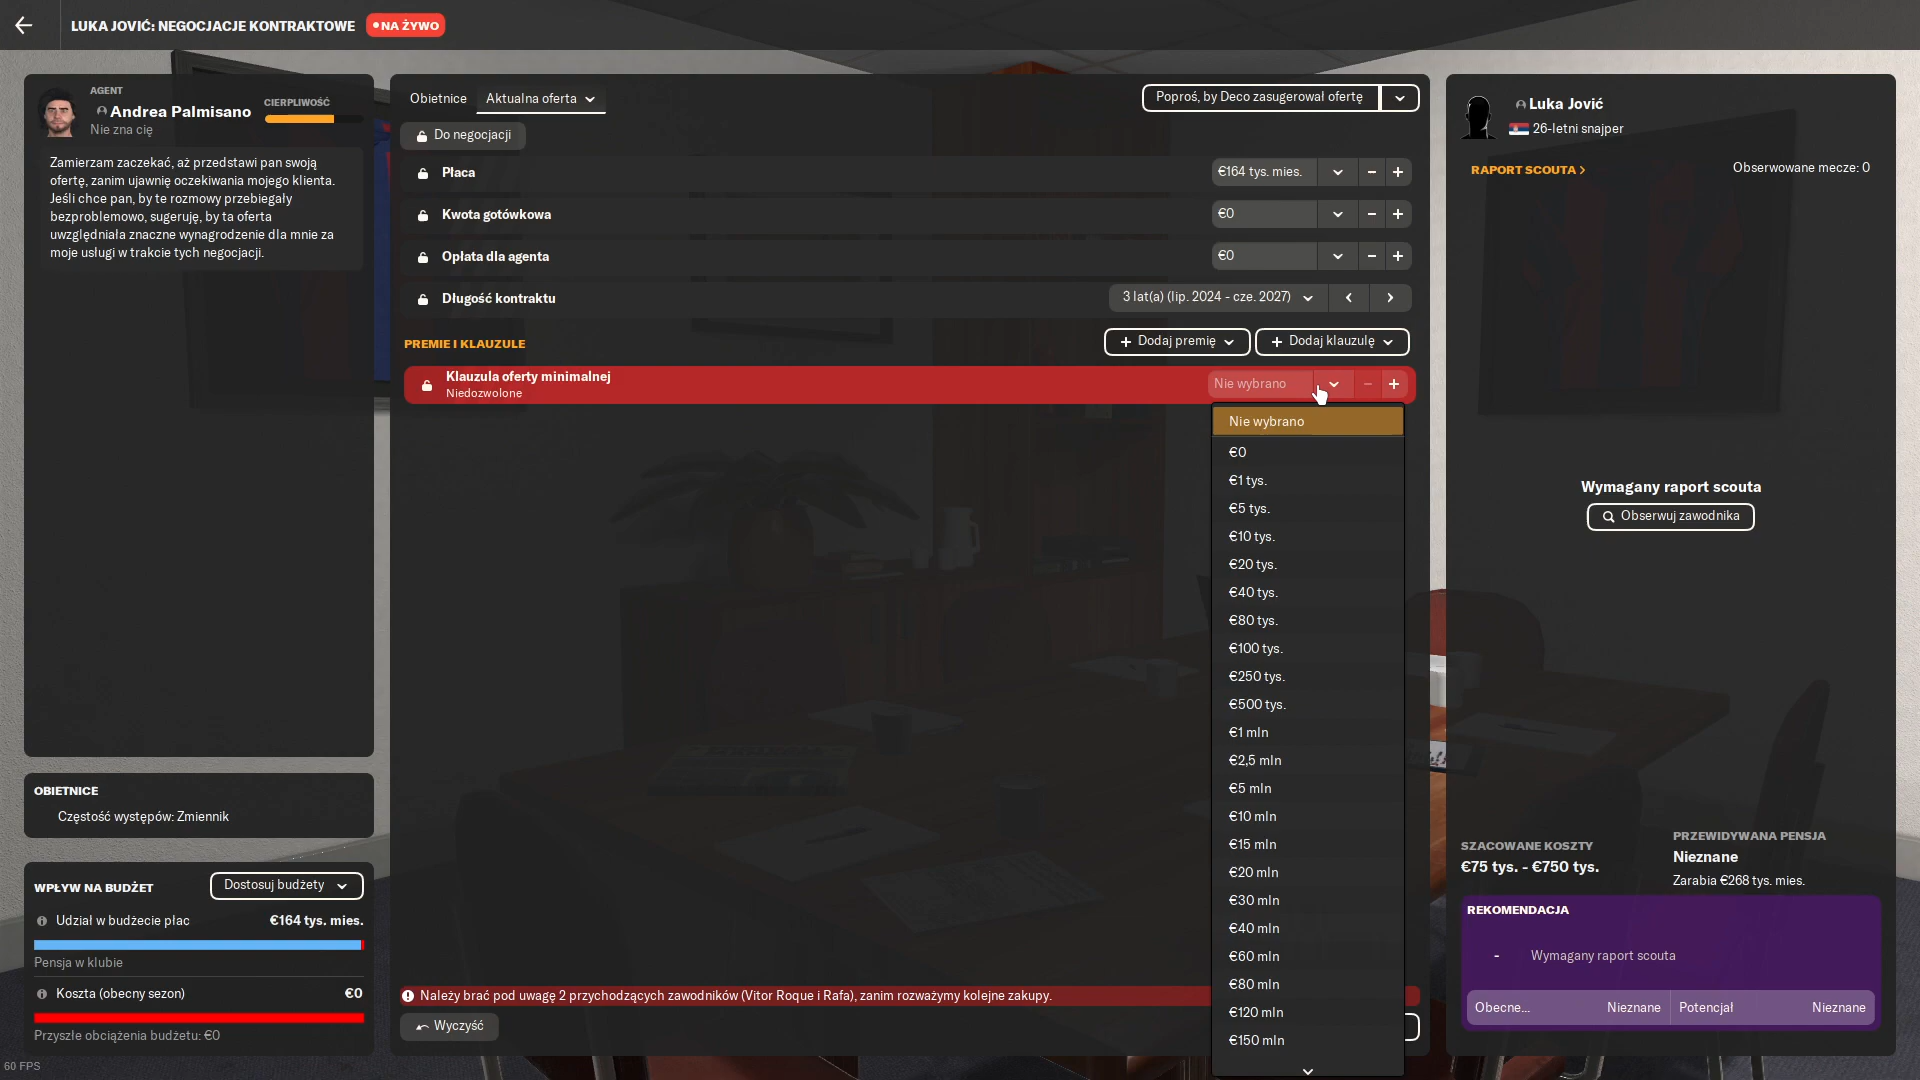 LUKA JOVIĆ: NEGOCJACJE KONTRAKTOWE
NA ŻYWO
AGENT
Andrea Palmisano
Nie zna cię
CIERPLIWOŚĆ
Zamierzam zaczekać, aż przedstawi pan swoją
ofertę, zanim ujawnię oczekiwania mojego klienta.
Jeśli chce pan, by te rozmowy przebiegały
bezproblemowo, sugeruję, by ta oferta
uwzględniała znaczne wynagrodzenie dla mnie za
moje usługi w trakcie tych negocjacji.
OBIETNICE
Częstość występów: Zmiennik
WPŁYW NA BUDŻET
Dostosuj budżety
Udział w budżecie płac
€164 tys. mies.
Pensja w klubie
Koszta (obecny sezon)
€0
Przyszłe obciążenia budżetu: €0
60 FPS
Obietnice
Aktualna oferta
Poproś, by Deco zasugerował ofertę
Do negocjacji
Płaca
€164 tys. mies.
Kwota gotówkowa
€0
Opłata dla agenta
€0
Długość kontraktu
3 lat(a) (lip. 2024 - cze. 2027)
PREMIE I KLAUZULE
Dodaj premię
Dodaj klauzulę
Klauzula oferty minimalnej
Niedozwolone
Nie wybrano
Nie wybrano
€0
€1 tys.
€5 tys.
€10 tys.
€20 tys.
€40 tys.
€80 tys.
€100 tys.
€250 tys.
€500 tys.
€1 mln
€2,5 mln
€5 mln
€10 mln
€15 mln
€20 mln
€30 mln
€40 mln
€60 mln
€80 mln
€120 mln
€150 mln
Należy brać pod uwagę 2 przychodzących zawodników (Vitor Roque i Rafa), zanim rozważymy kolejne zakupy.
Wyczyść
Luka Jović
26-letni snajper
RAPORT SCOUTA
Obserwowane mecze: 0
Wymagany raport scouta
Obserwuj zawodnika
SZACOWANE KOSZTY
€75 tys. - €750 tys.
PRZEWIDYWANA PENSJA
Nieznane
Zarabia €268 tys. mies.
REKOMENDACJA
- Wymagany raport scouta
Obecne...
Nieznane
Potencjał
Nieznane